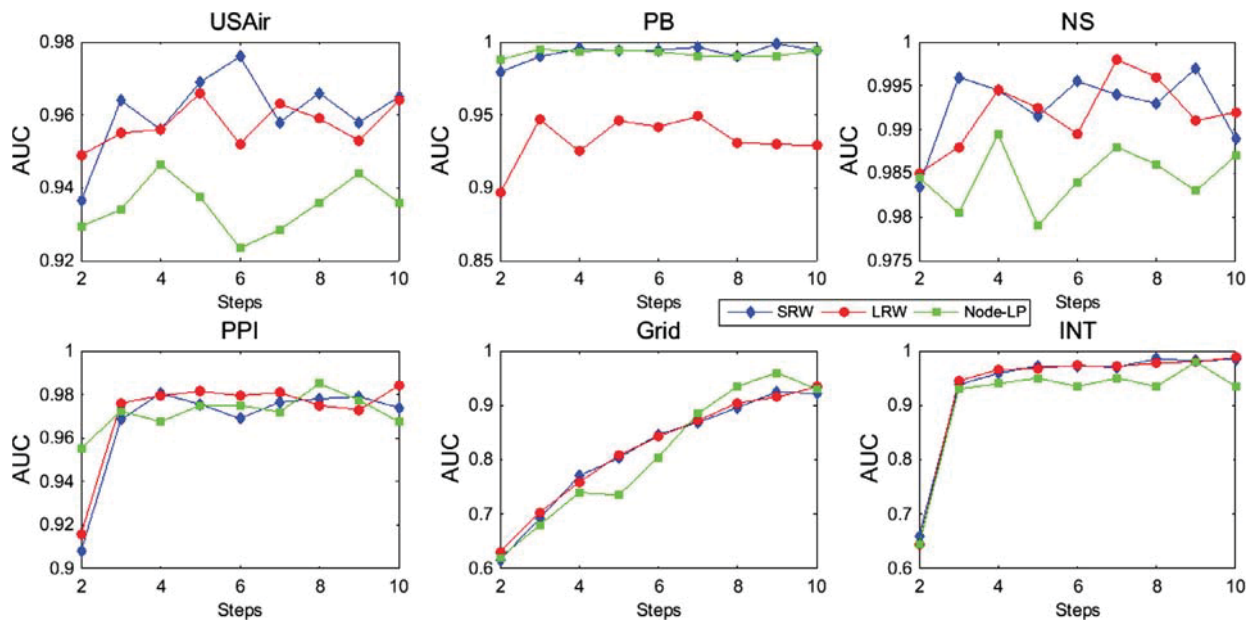 USAir
0.98
0.96
0.94
0.92
AUC
2 4 6 8 10
Steps
PB
1
0.95
0.9
0.85
AUC
2 4 6 8 10
Steps
NS
1
0.995
0.99
0.985
0.98
0.975
AUC
2 4 6 8 10
Steps
SRW LRW Node-LP
PPI
1
0.98
0.96
0.94
0.92
0.9
AUC
2 4 6 8 10
Steps
Grid
1
0.9
0.8
0.7
0.6
AUC
2 4 6 8 10
Steps
INT
1
0.9
0.8
0.7
0.6
AUC
2 4 6 8 10
Steps